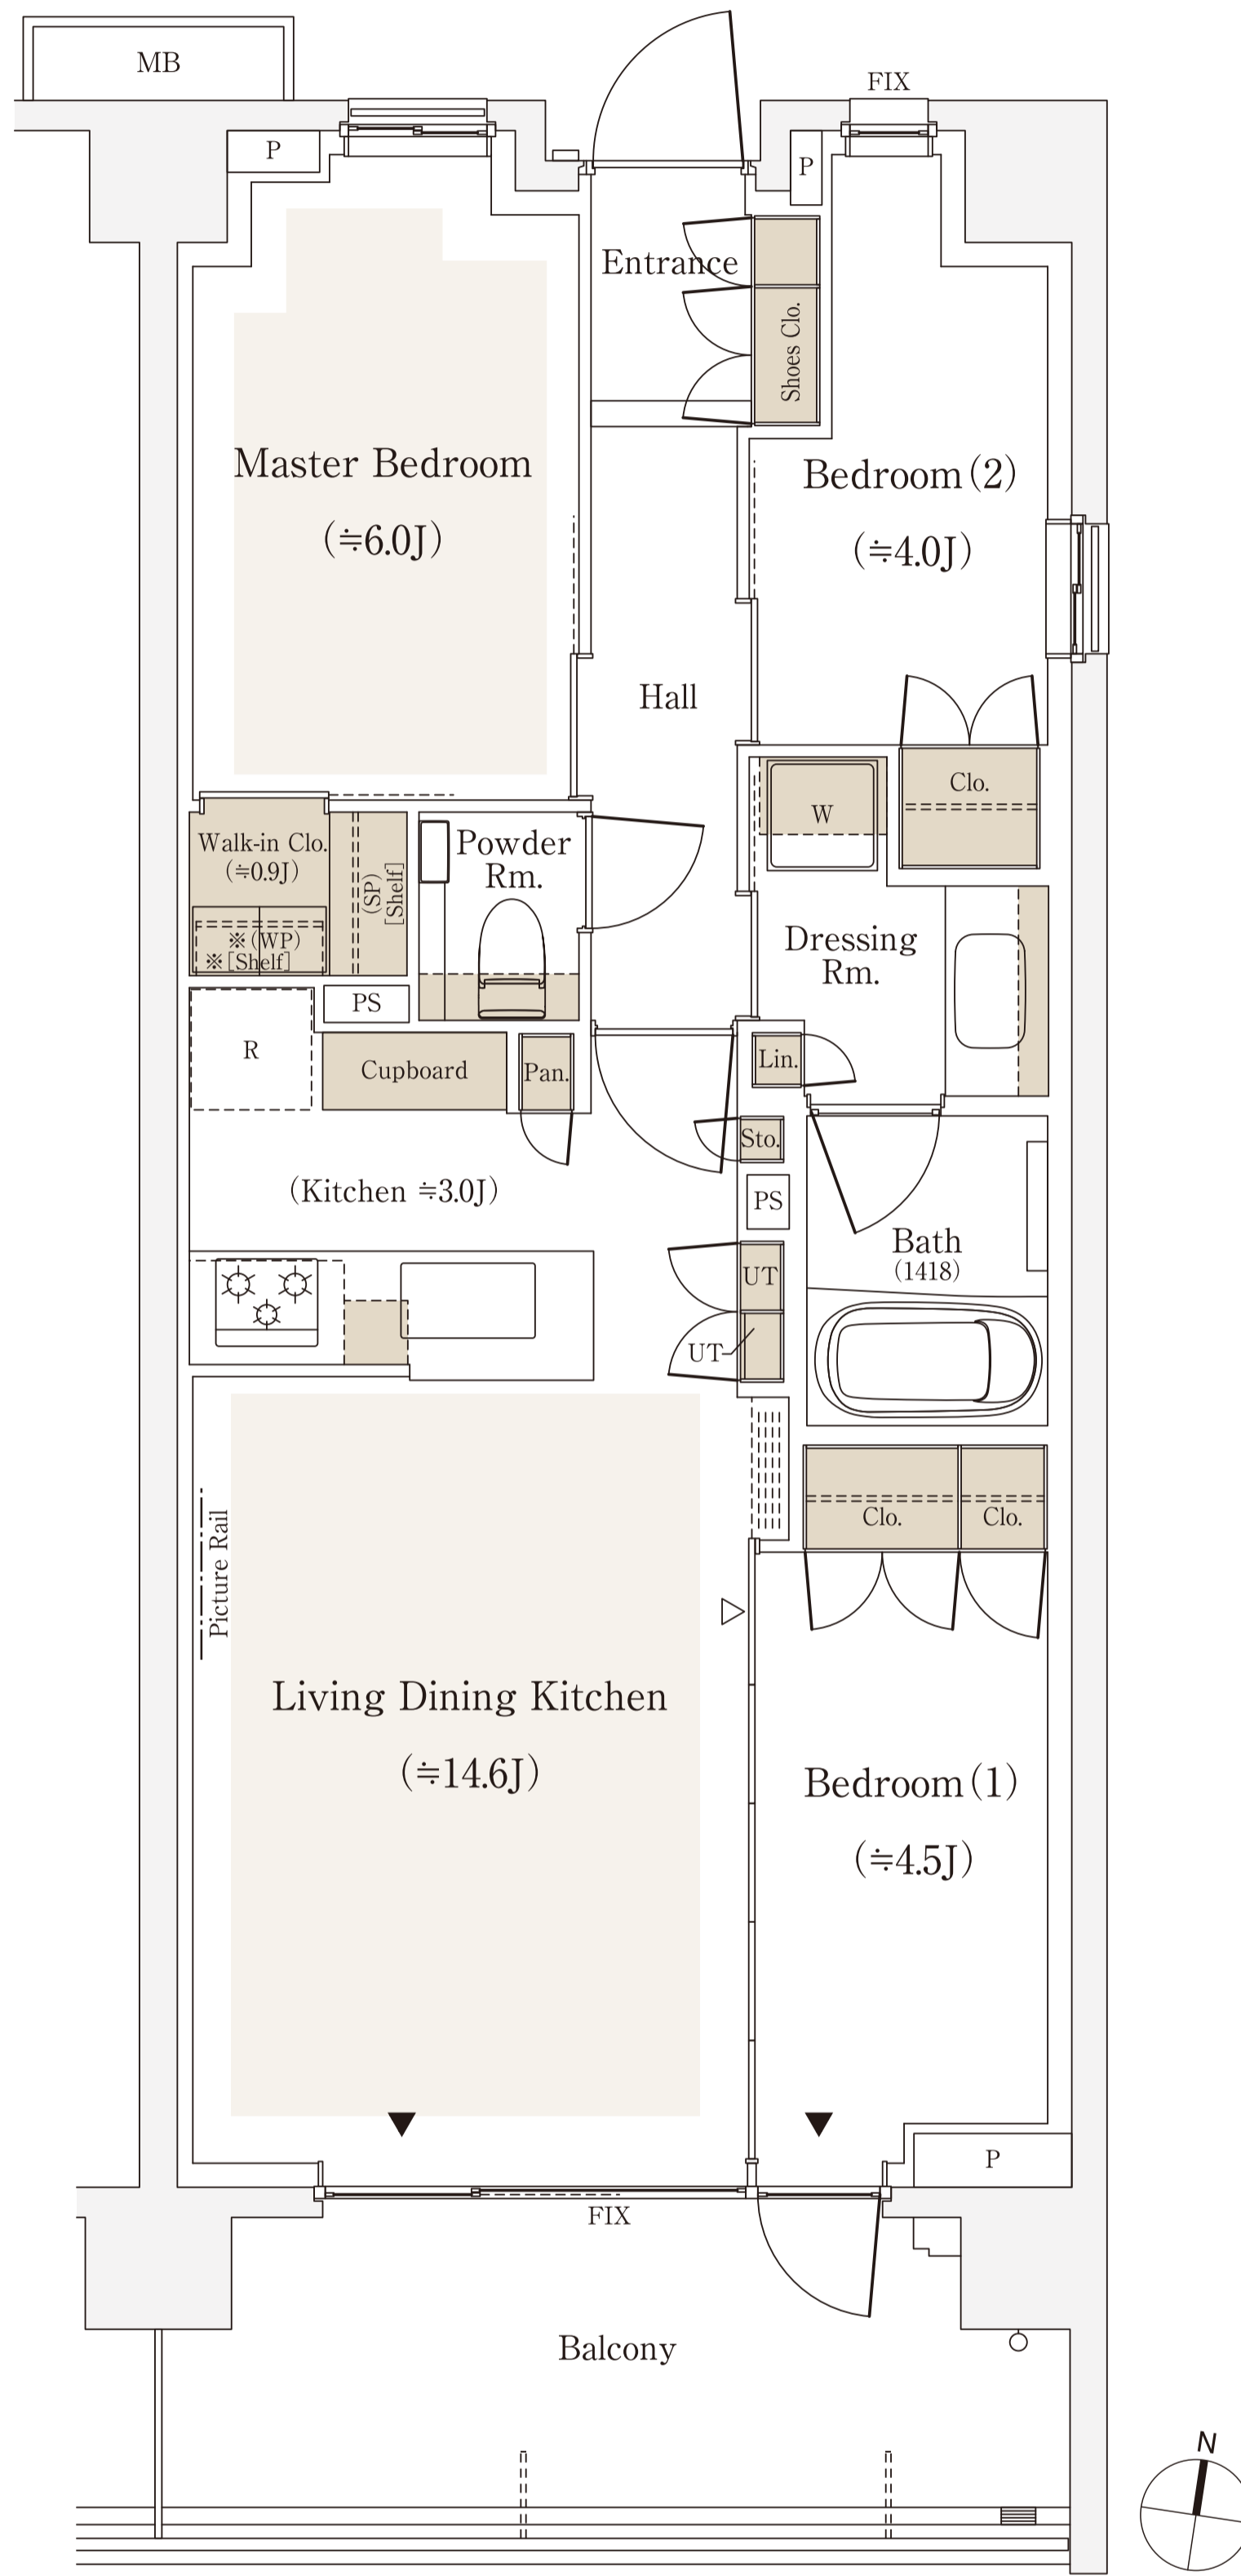 MB
FIX
P
P
Entrance
Shoes Clo.
Master Bedroom
(≒6.0J)
Bedroom(2)
(≒4.0J)
Hall
Clo.
W
Walk-in Clo.
(≒0.9J)
(SP)
[Shelf]
※(WP)
※[Shelf]
Powder
Rm.
Dressing
Rm.
PS
R
Cupboard
Pan.
Lin.
Sto.
(Kitchen ≒3.0J)
PS
Bath
(1418)
UT
UT
Clo.
Clo.
Picture Rail
Living Dining Kitchen
(≒14.6J)
Bedroom(1)
(≒4.5J)
P
FIX
Balcony
N